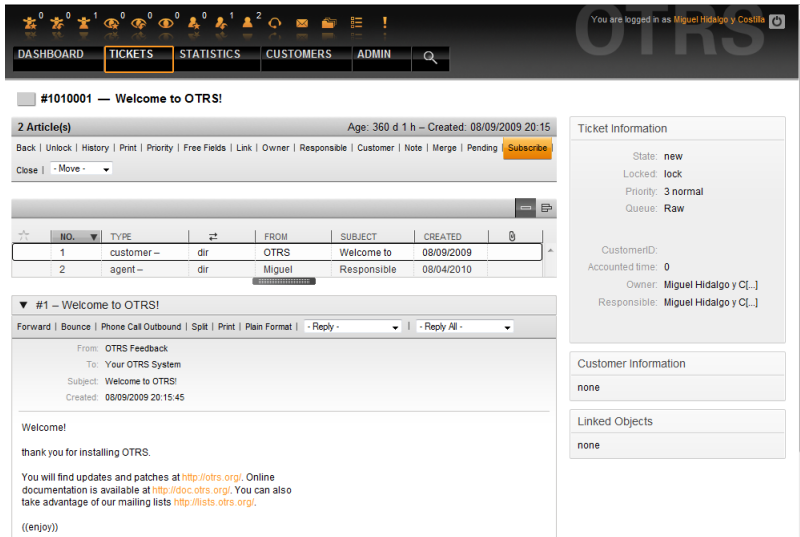 0 0 1 0 0 0 0 1 2
You are logged in as Miguel Hidalgo y Costilla
OTRS
DASHBOARD TICKETS STATISTICS CUSTOMERS ADMIN
#1010001 — Welcome to OTRS!
2 Article(s) Age: 360 d 1 h – Created: 08/09/2009 20:15
Back | Unlock | History | Print | Priority | Free Fields | Link | Owner | Responsible | Customer | Note | Merge | Pending | Subscribe |
Close | - Move -
NO. TYPE FROM SUBJECT CREATED
1 customer – dir OTRS Welcome to 08/09/2009
2 agent – dir Miguel Responsible 08/04/2010
#1 – Welcome to OTRS!
Forward | Bounce | Phone Call Outbound | Split | Print | Plain Format | - Reply - | - Reply All -
From: OTRS Feedback
To: Your OTRS System
Subject: Welcome to OTRS!
Created: 08/09/2009 20:15:45
Welcome!
thank you for installing OTRS.
You will find updates and patches at http://otrs.org/. Online
documentation is available at http://doc.otrs.org/. You can also
take advantage of our mailing lists http://lists.otrs.org/.
((enjoy))
Ticket Information
State: new
Locked: lock
Priority: 3 normal
Queue: Raw
CustomerID:
Accounted time: 0
Owner: Miguel Hidalgo y C[...]
Responsible: Miguel Hidalgo y C[...]
Customer Information
none
Linked Objects
none